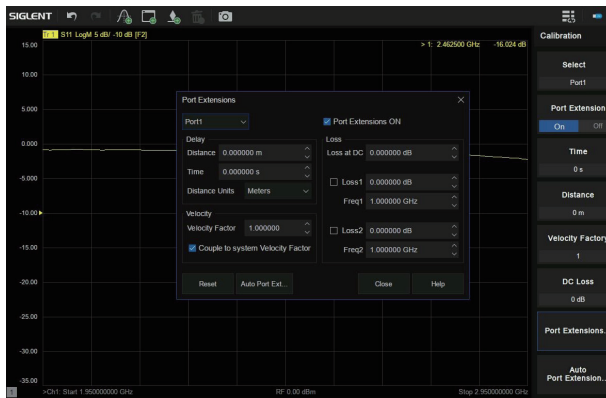 SIGLENT
Tr 1 S11 LogM 5 dB/ -10 dB [F2]
> 1: 2.462500 GHz -16.024 dB
15.00
10.00
5.000
0.000
-5.000
-10.00
-15.00
-20.00
-25.00
-30.00
-35.00
Port Extensions
Port1
Port Extensions ON
Delay
Distance 0.000000 m
Time 0.000000 s
Distance Units Meters
Velocity
Velocity Factor 1.000000
Couple to system Velocity Factor
Loss
Loss at DC 0.000000 dB
Loss1 0.000000 dB
Freq1 1.000000 GHz
Loss2 0.000000 dB
Freq2 1.000000 GHz
Reset Auto Port Ext... Close Help
1 >Ch1: Start 1.950000000 GHz RF 0.00 dBm Stop 2.950000000 GHz
Calibration
Select
Port1
Port Extension
On Off
Time
0 s
Distance
0 m
Velocity Factory
1
DC Loss
0 dB
Port Extensions.
Auto
Port Extension..